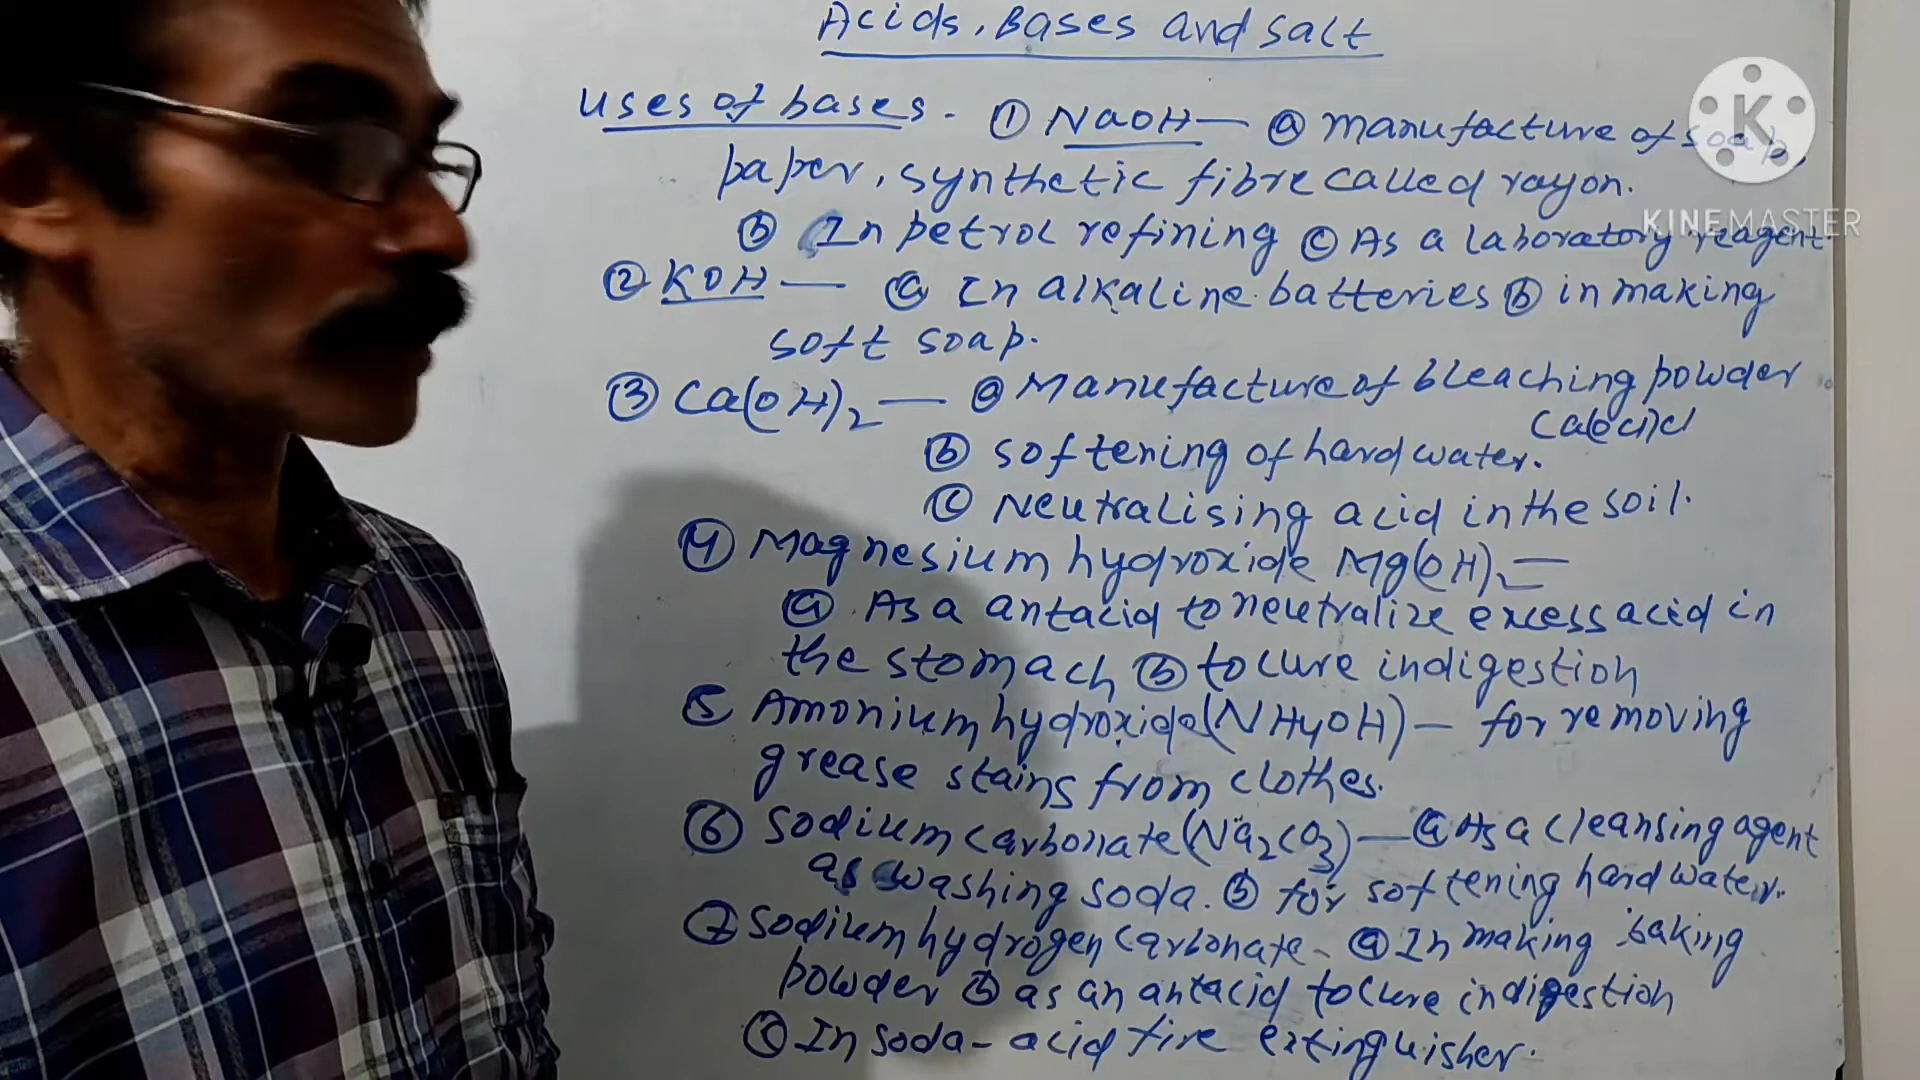 Acids, Bases and Salt
Uses of bases - ① NaOH — ⓐ manufacture of soap,
paper, synthetic fibre called rayon.
ⓑ In petrol refining ⓒ As a laboratory reagent.
② KOH — ⓐ In alkaline batteries ⓑ in making
soft soap.
③ Ca(OH)₂ — ⓐ Manufacture of bleaching powder
Ca(OCl)Cl
ⓑ softening of hard water.
ⓒ Neutralising acid in the soil.
④ Magnesium hydroxide Mg(OH)₂ =
ⓐ As a antacid to neutralize excess acid in
the stomach ⓑ to cure indigestion
⑤ Amonium hydroxide (NH4OH) — for removing
grease stains from clothes.
⑥ Sodium carbonate (Na₂CO₃) — ⓐ As a cleansing agent
as washing soda. ⓑ for softening hard water.
⑦ Sodium hydrogen carbonate - ⓐ In making baking
powder ⓑ as an antacid to cure indigestion
ⓒ In soda-acid fire extinguisher.
K
KINEMASTER